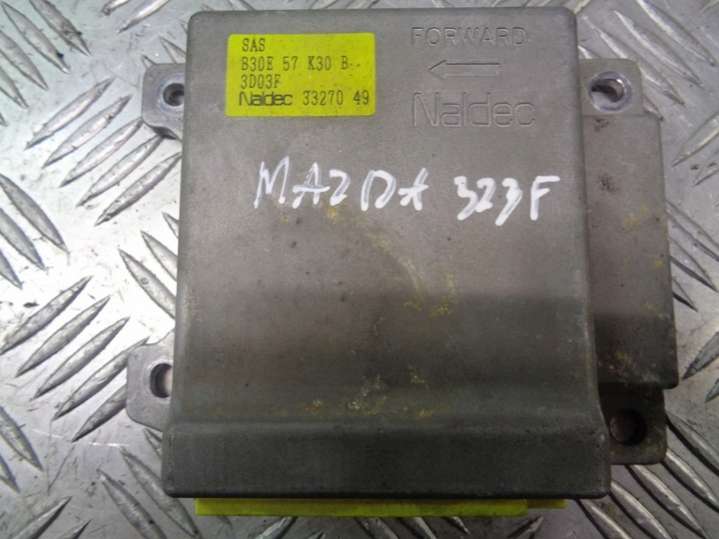 SAS
B30E 57 K30 B
3D03F
Naldec 33270 49
FORWARD
Naldec
MAZDA 323F